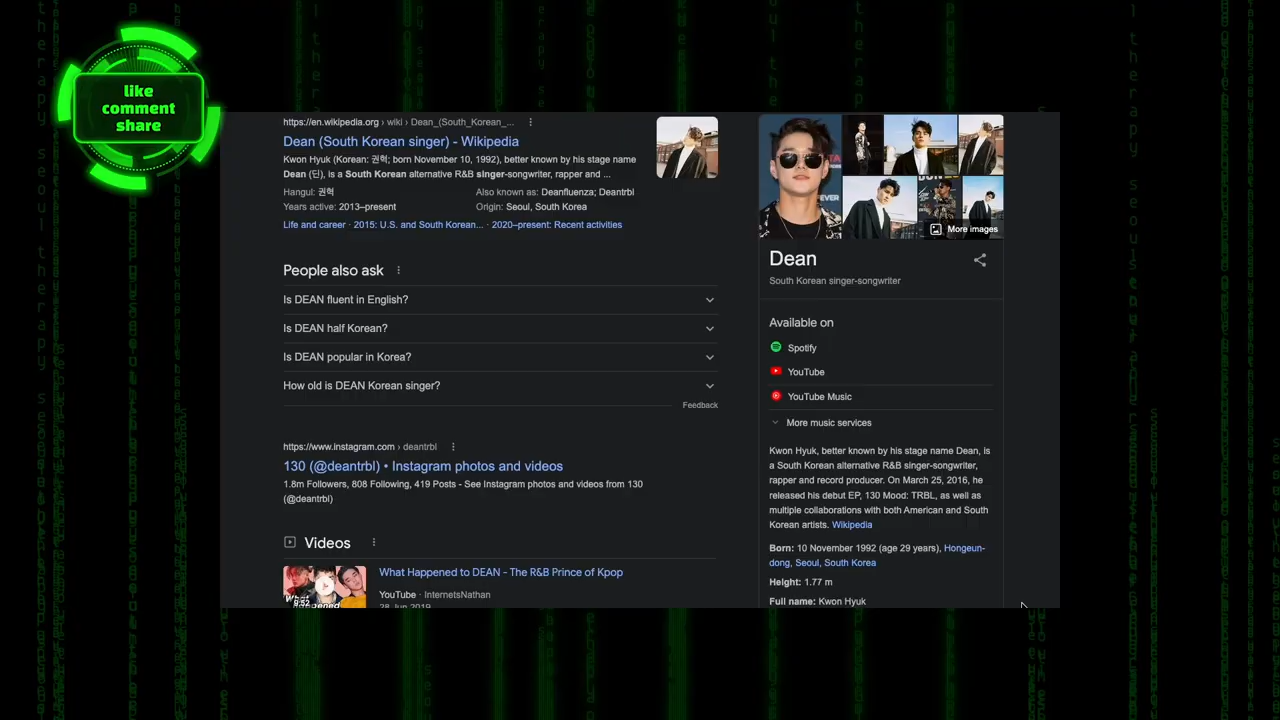 like
comment
share
https://en.wikipedia.org › wiki › Dean_(South_Korean_...
Dean (South Korean singer) - Wikipedia
Kwon Hyuk (Korean: 권혁; born November 10, 1992), better known by his stage name
Dean (딘), is a South Korean alternative R&B singer-songwriter, rapper and ...
Hangul: 권혁 Also known as: Deanfluenza; Deantrbl
Years active: 2013–present Origin: Seoul, South Korea
Life and career · 2015: U.S. and South Korean... · 2020–present: Recent activities
People also ask
Is DEAN fluent in English?
Is DEAN half Korean?
Is DEAN popular in Korea?
How old is DEAN Korean singer?
Feedback
https://www.instagram.com › deantrbl
130 (@deantrbl) • Instagram photos and videos
1.8m Followers, 808 Following, 419 Posts - See Instagram photos and videos from 130
(@deantrbl)
Videos
What Happened to DEAN - The R&B Prince of Kpop
YouTube · InternetsNathan
28 Jun 2019
9:52
EVER
More images
Dean
South Korean singer-songwriter
Available on
Spotify
YouTube
YouTube Music
More music services
Kwon Hyuk, better known by his stage name Dean, is
a South Korean alternative R&B singer-songwriter,
rapper and record producer. On March 25, 2016, he
released his debut EP, 130 Mood: TRBL, as well as
multiple collaborations with both American and South
Korean artists. Wikipedia
Born: 10 November 1992 (age 29 years), Hongeun-
dong, Seoul, South Korea
Height: 1.77 m
Full name: Kwon Hyuk